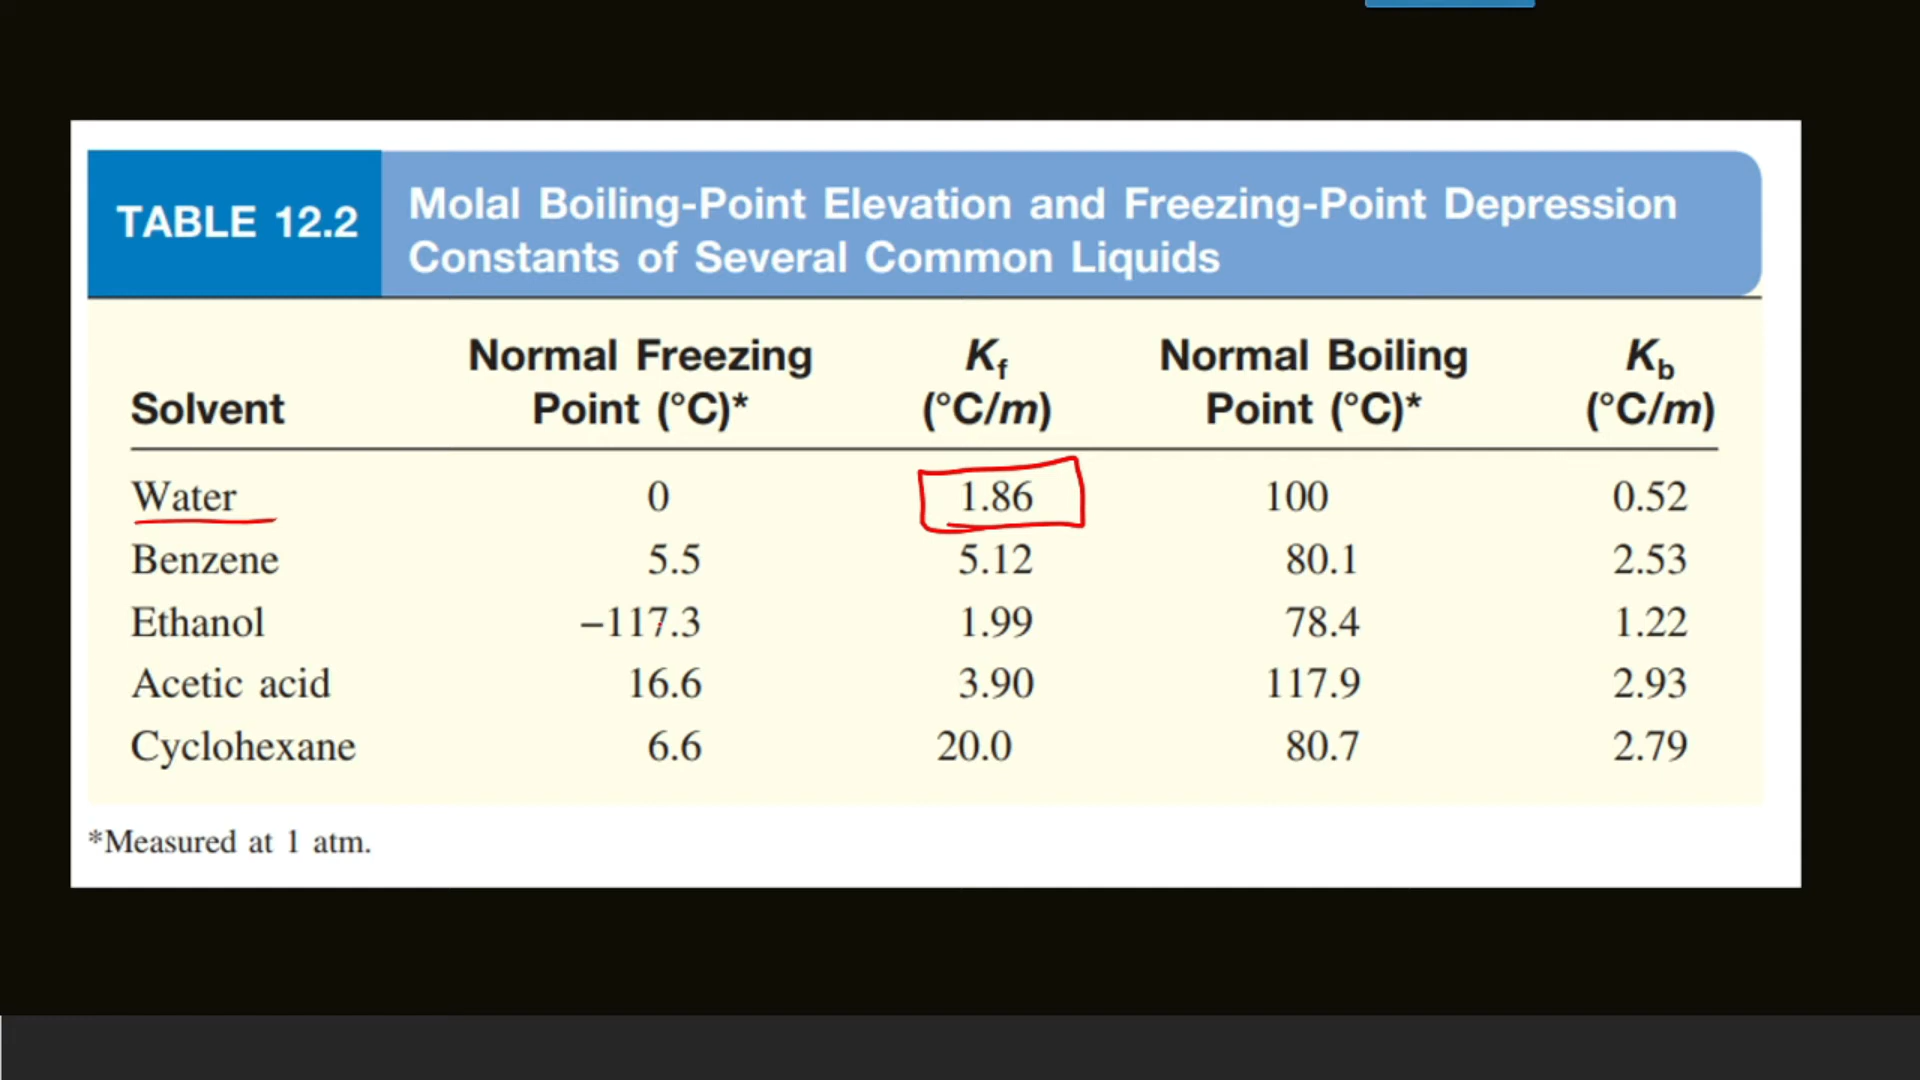 TABLE 12.2
Molal Boiling-Point Elevation and Freezing-Point Depression
Constants of Several Common Liquids
Solvent Normal Freezing Point (°C)* Kf (°C/m) Normal Boiling Point (°C)* Kb (°C/m)
Water 0 1.86 100 0.52
Benzene 5.5 5.12 80.1 2.53
Ethanol −117.3 1.99 78.4 1.22
Acetic acid 16.6 3.90 117.9 2.93
Cyclohexane 6.6 20.0 80.7 2.79
*Measured at 1 atm.